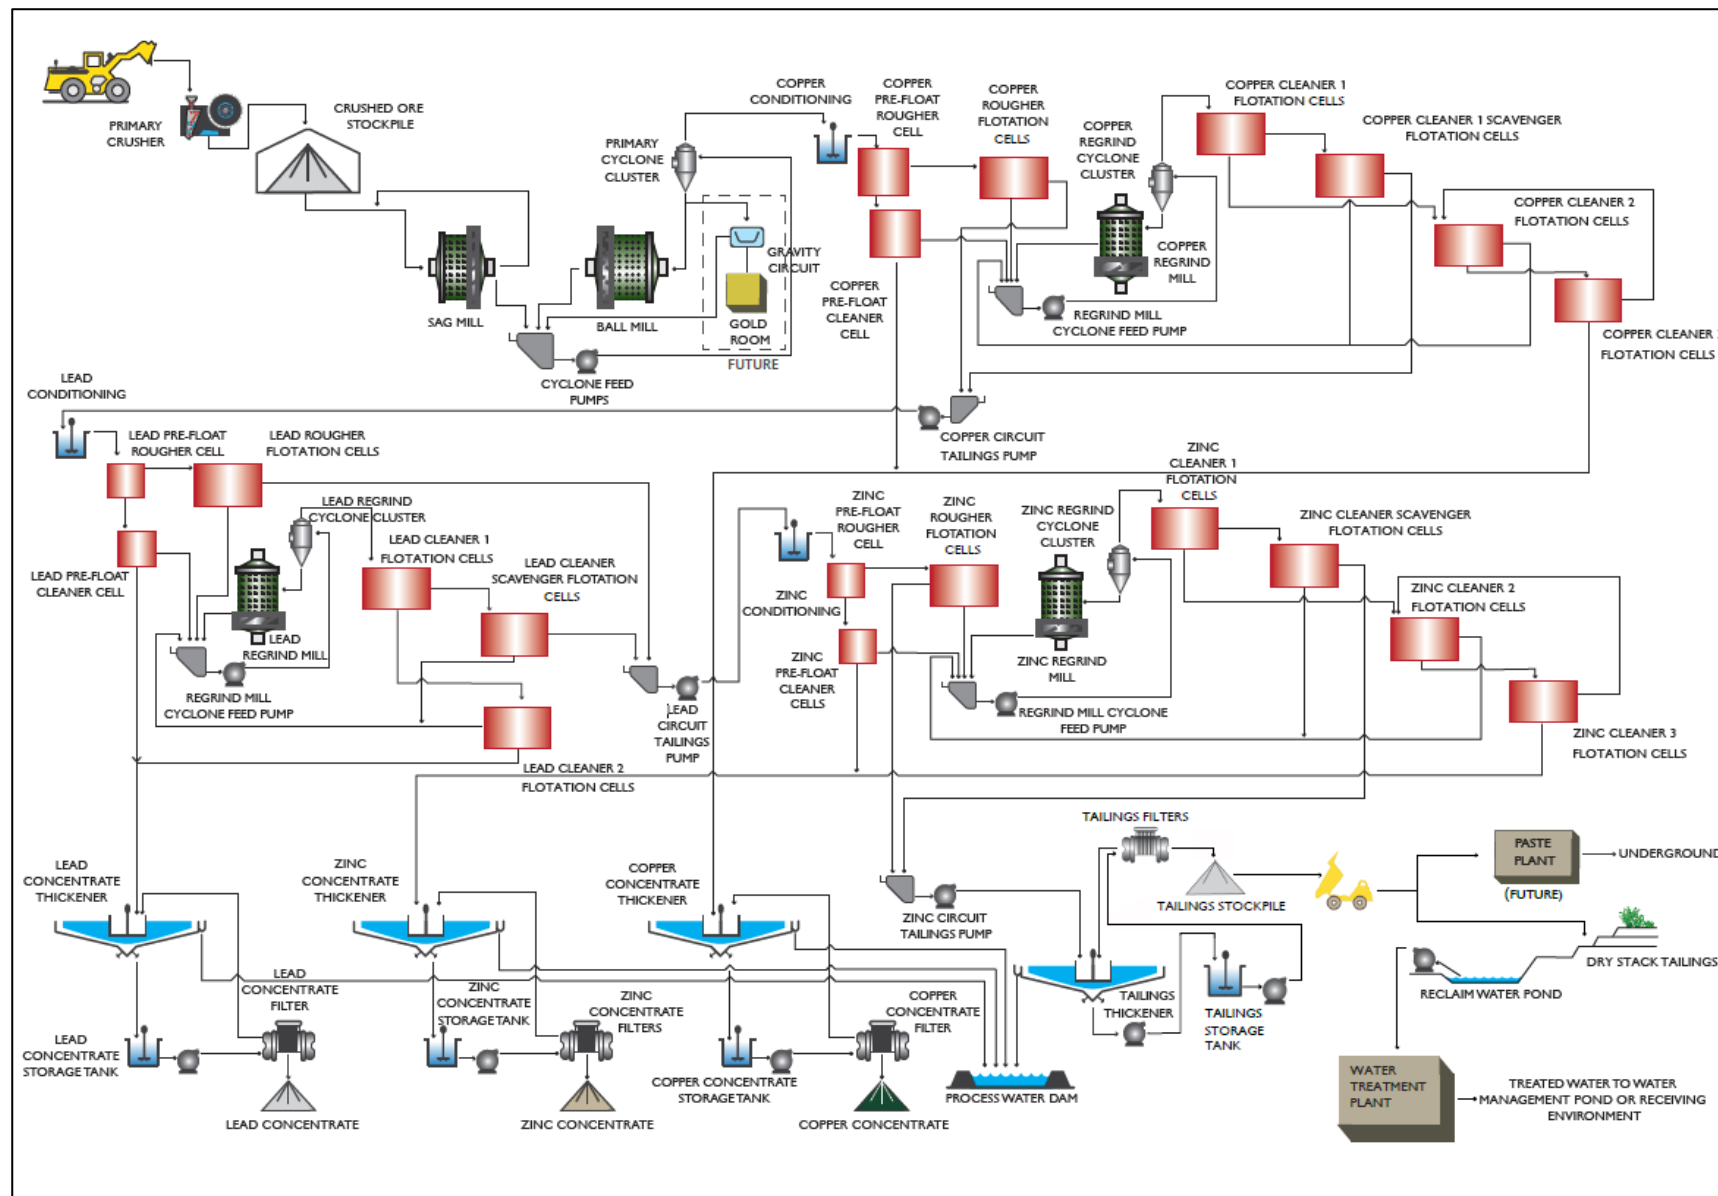 PRIMARY
CRUSHER
CRUSHED ORE
STOCKPILE
SAG MILL
BALL MILL
PRIMARY
CYCLONE
CLUSTER
GRAVITY
CIRCUIT
GOLD
ROOM
FUTURE
CYCLONE FEED
PUMPS
COPPER
CONDITIONING
COPPER
PRE-FLOAT
ROUGHER
CELL
COPPER
ROUGHER
FLOTATION
CELLS
COPPER
PRE-FLOAT
CLEANER
CELL
COPPER
REGRIND
CYCLONE
CLUSTER
COPPER
REGRIND
MILL
REGRIND MILL
CYCLONE FEED PUMP
COPPER CLEANER 1
FLOTATION CELLS
COPPER CLEANER 1 SCAVENGER
FLOTATION CELLS
COPPER CLEANER 2
FLOTATION CELLS
COPPER CLEANER
FLOTATION CELLS
COPPER CIRCUIT
TAILINGS PUMP
LEAD
CONDITIONING
LEAD PRE-FLOAT
ROUGHER CELL
LEAD ROUGHER
FLOTATION CELLS
LEAD PRE-FLOAT
CLEANER CELL
LEAD REGRIND
CYCLONE CLUSTER
LEAD
REGRIND MILL
REGRIND MILL
CYCLONE FEED PUMP
LEAD CLEANER 1
FLOTATION CELLS
LEAD CLEANER
SCAVENGER FLOTATION
CELLS
LEAD CLEANER 2
FLOTATION CELLS
LEAD
CIRCUIT
TAILINGS
PUMP
ZINC
CONDITIONING
ZINC
PRE-FLOAT
ROUGHER
CELL
ZINC
ROUGHER
FLOTATION
CELLS
ZINC
PRE-FLOAT
CLEANER
CELLS
ZINC REGRIND
CYCLONE
CLUSTER
ZINC REGRIND
MILL
REGRIND MILL CYCLONE
FEED PUMP
ZINC
CLEANER 1
FLOTATION
CELLS
ZINC CLEANER SCAVENGER
FLOTATION CELLS
ZINC CLEANER 2
FLOTATION CELLS
ZINC CLEANER 3
FLOTATION CELLS
LEAD
CONCENTRATE
THICKENER
ZINC
CONCENTRATE
THICKENER
COPPER
CONCENTRATE
THICKENER
ZINC CIRCUIT
TAILINGS PUMP
TAILINGS FILTERS
TAILINGS STOCKPILE
PASTE
PLANT
(FUTURE)
UNDERGROUND
DRY STACK TAILINGS
RECLAIM WATER POND
TAILINGS
THICKENER
TAILINGS
STORAGE
TANK
LEAD
CONCENTRATE
FILTER
LEAD
CONCENTRATE
STORAGE TANK
LEAD CONCENTRATE
ZINC
CONCENTRATE
STORAGE TANK
ZINC
CONCENTRATE
FILTERS
ZINC CONCENTRATE
COPPER CONCENTRATE
STORAGE TANK
COPPER
CONCENTRATE
FILTER
COPPER CONCENTRATE
PROCESS WATER DAM
WATER
TREATMENT
PLANT
TREATED WATER TO WATER
MANAGEMENT POND OR RECEIVING
ENVIRONMENT